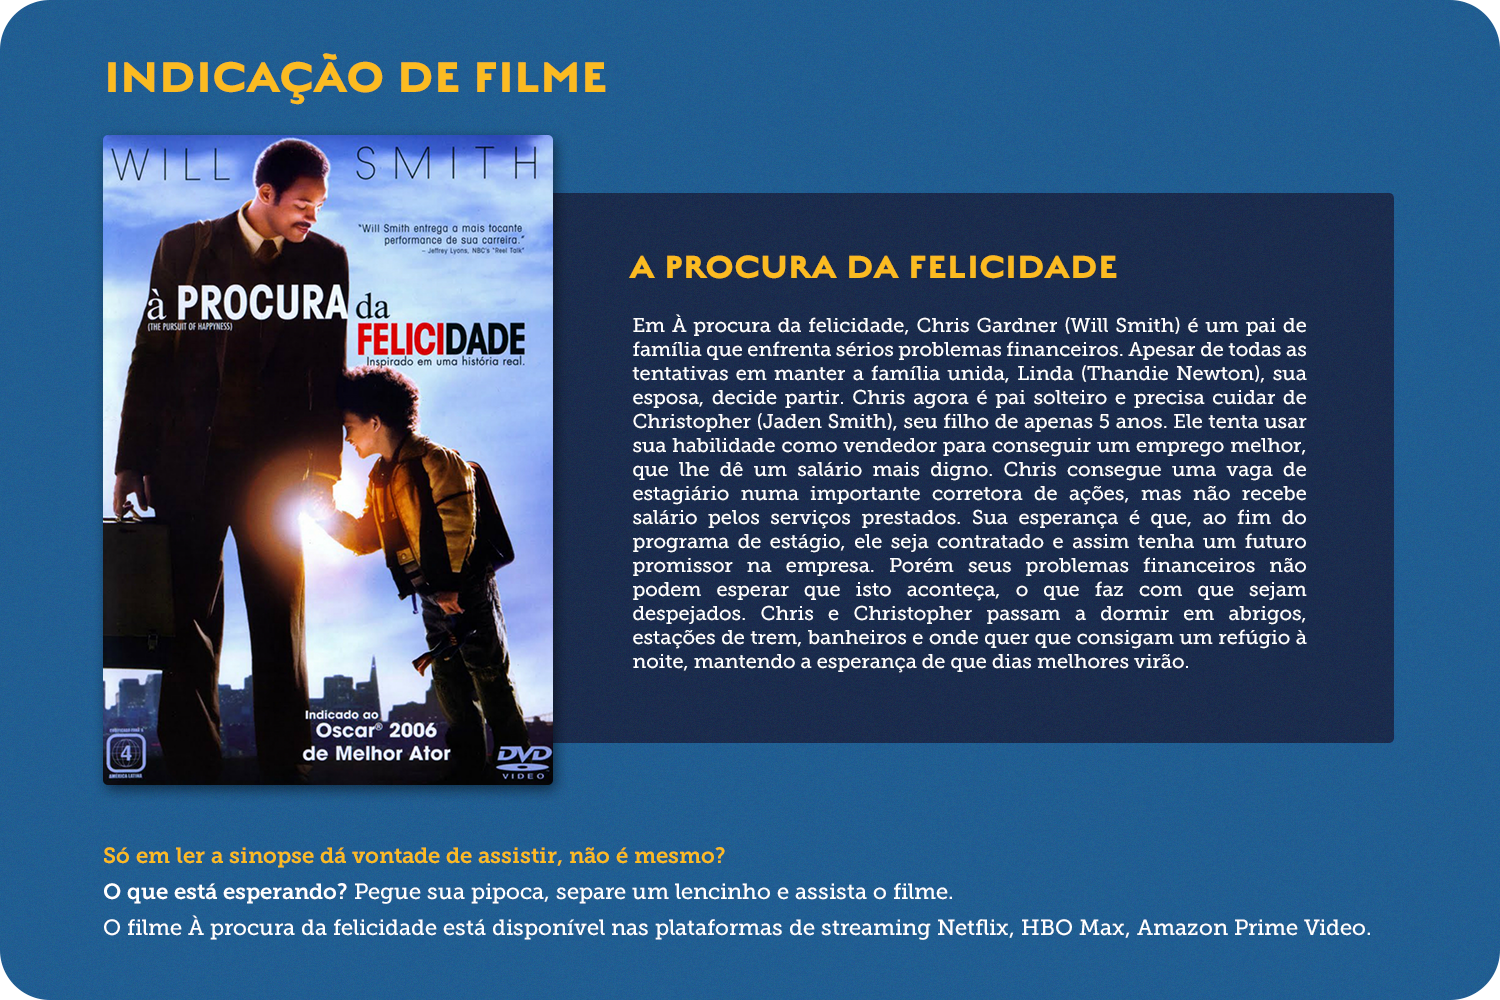 INDICAÇÃO DE FILME
WILL SMITH
"Will Smith entrega a mais tocante
performance de sua carreira."
– Jeffrey Lyons, NBC's "Reel Talk"
à PROCURA da
(THE PURSUIT OF HAPPYNESS)
FELICIDADE
Inspirado em uma história real.
Indicado ao
Oscar® 2006
de Melhor Ator
4
AMÉRICA LATINA
DVD
VIDEO
A PROCURA DA FELICIDADE
Em À procura da felicidade, Chris Gardner (Will Smith) é um pai de
família que enfrenta sérios problemas financeiros. Apesar de todas as
tentativas em manter a família unida, Linda (Thandie Newton), sua
esposa, decide partir. Chris agora é pai solteiro e precisa cuidar de
Christopher (Jaden Smith), seu filho de apenas 5 anos. Ele tenta usar
sua habilidade como vendedor para conseguir um emprego melhor,
que lhe dê um salário mais digno. Chris consegue uma vaga de
estagiário numa importante corretora de ações, mas não recebe
salário pelos serviços prestados. Sua esperança é que, ao fim do
programa de estágio, ele seja contratado e assim tenha um futuro
promissor na empresa. Porém seus problemas financeiros não
podem esperar que isto aconteça, o que faz com que sejam
despejados. Chris e Christopher passam a dormir em abrigos,
estações de trem, banheiros e onde quer que consigam um refúgio à
noite, mantendo a esperança de que dias melhores virão.
Só em ler a sinopse dá vontade de assistir, não é mesmo?
O que está esperando? Pegue sua pipoca, separe um lencinho e assista o filme.
O filme À procura da felicidade está disponível nas plataformas de streaming Netflix, HBO Max, Amazon Prime Video.